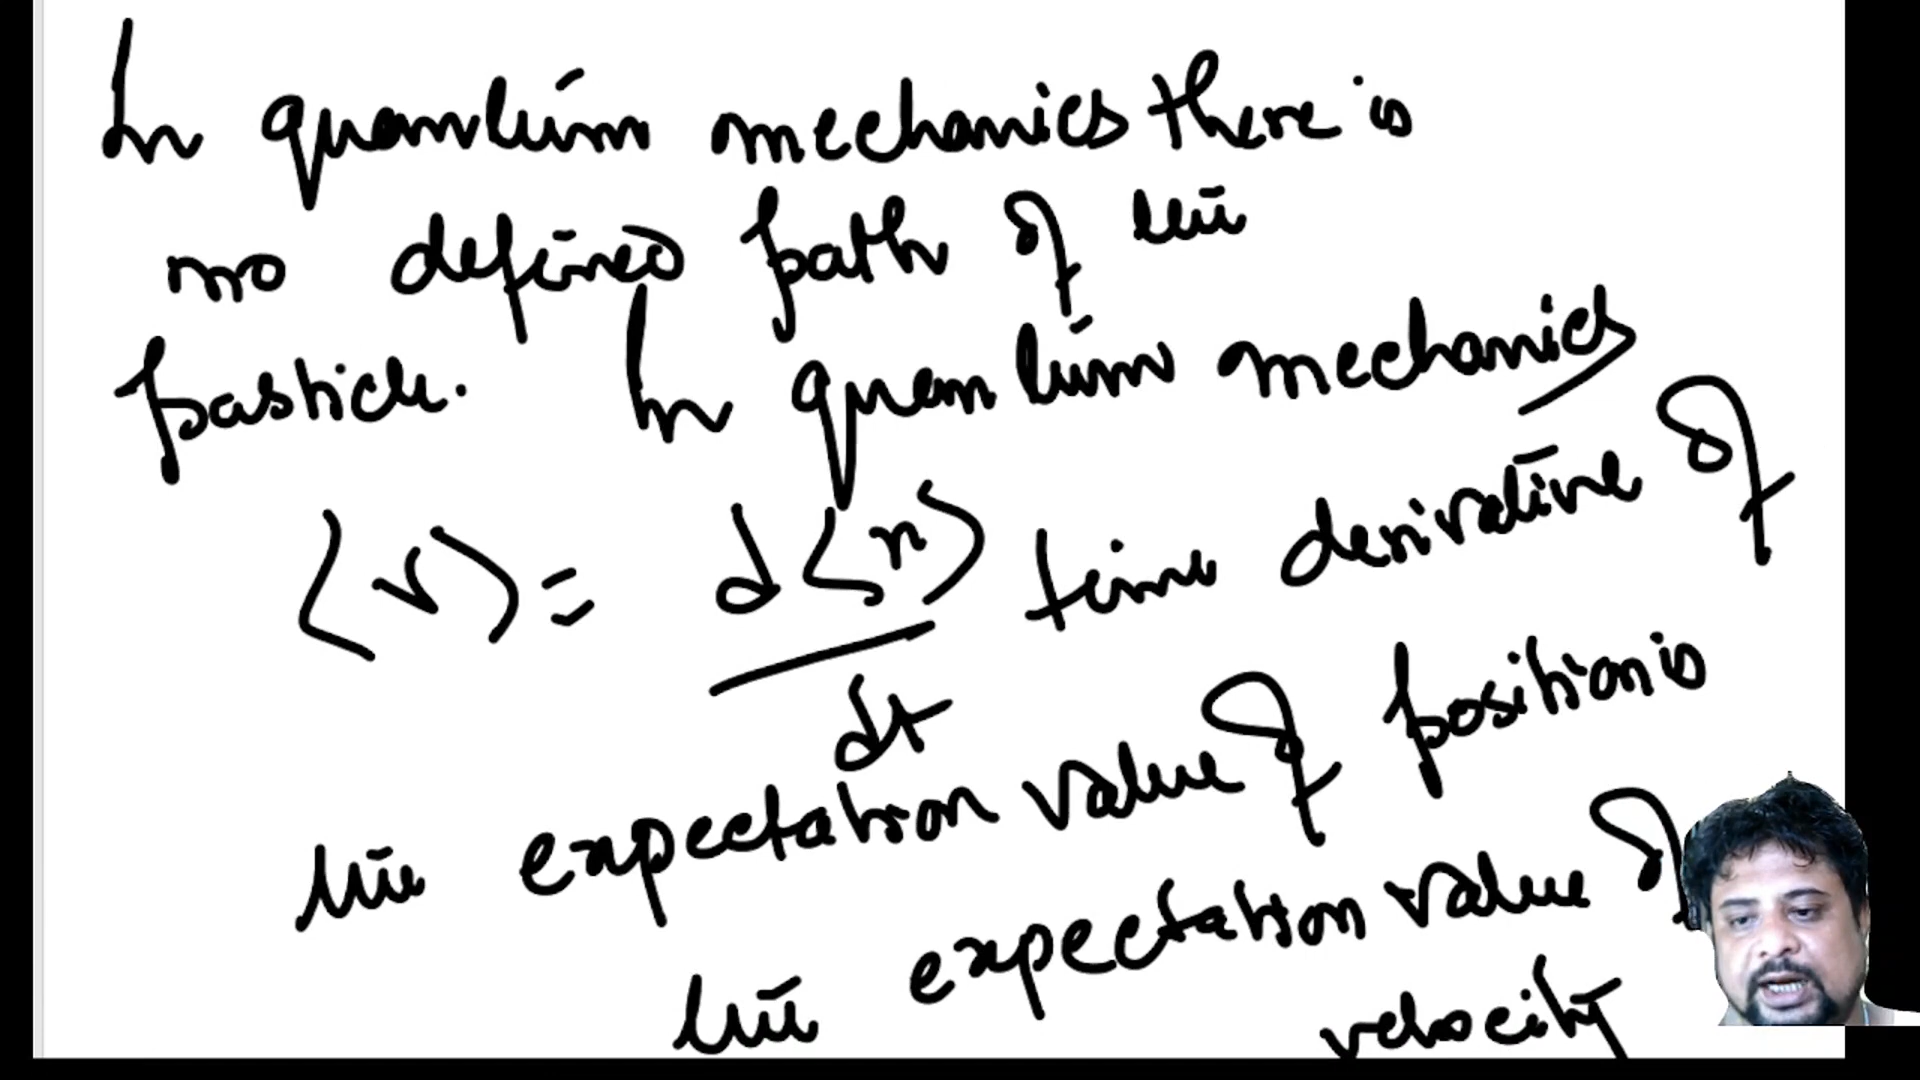 In quantum mechanics there is
no defined path of the
particle. In quantum mechanics
⟨v⟩ = d⟨x⟩/dt time derivative of
the expectation value of position is
the expectation value of
velocity